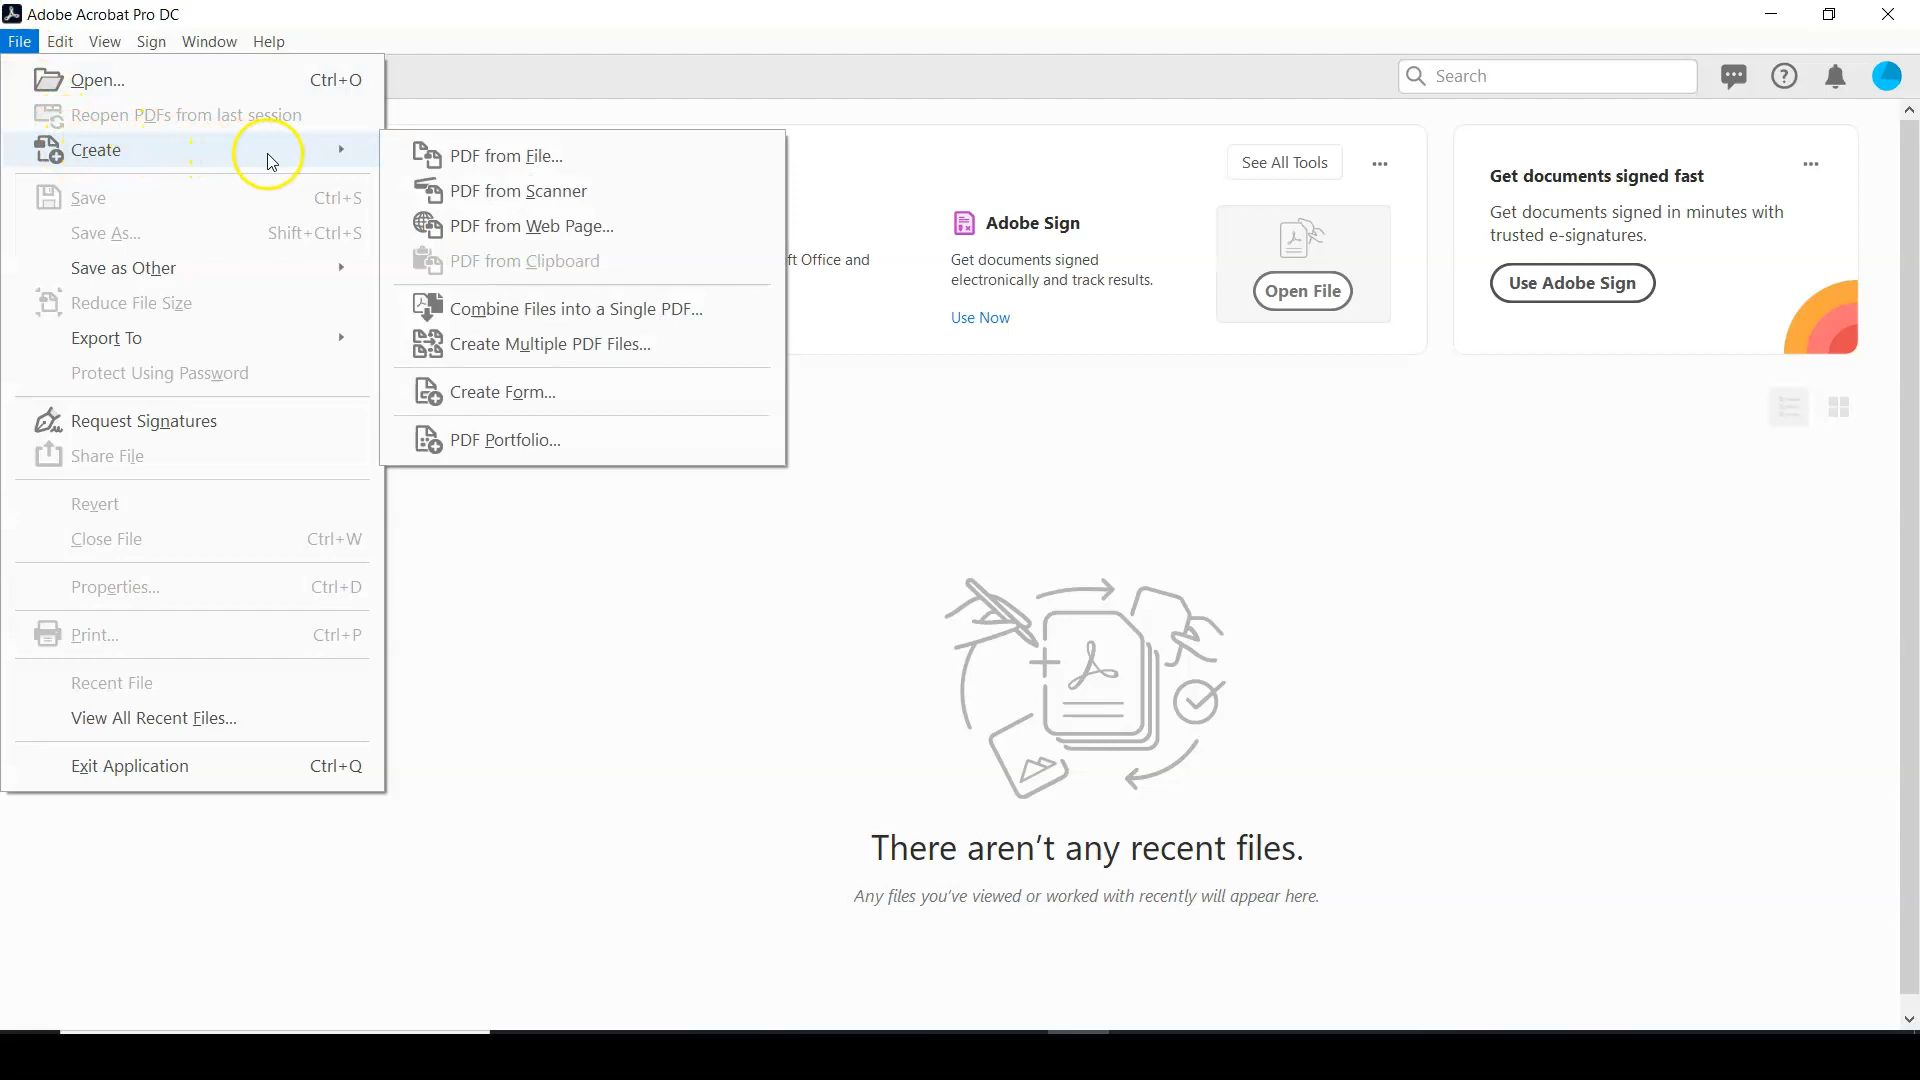 Adobe Acrobat Pro DC
File Edit View Sign Window Help
Open... Ctrl+O
Reopen PDFs from last session
Create
Save Ctrl+S
Save As... Shift+Ctrl+S
Save as Other
Reduce File Size
Export To
Protect Using Password
Request Signatures
Share File
Revert
Close File Ctrl+W
Properties... Ctrl+D
Print... Ctrl+P
Recent File
View All Recent Files...
Exit Application Ctrl+Q
PDF from File...
PDF from Scanner
PDF from Web Page...
PDF from Clipboard
Combine Files into a Single PDF...
Create Multiple PDF Files...
Create Form...
PDF Portfolio...
Search
See All Tools
ft Office and
Adobe Sign
Get documents signed
electronically and track results.
Use Now
Open File
Get documents signed fast
Get documents signed in minutes with
trusted e-signatures.
Use Adobe Sign
There aren't any recent files.
Any files you've viewed or worked with recently will appear here.